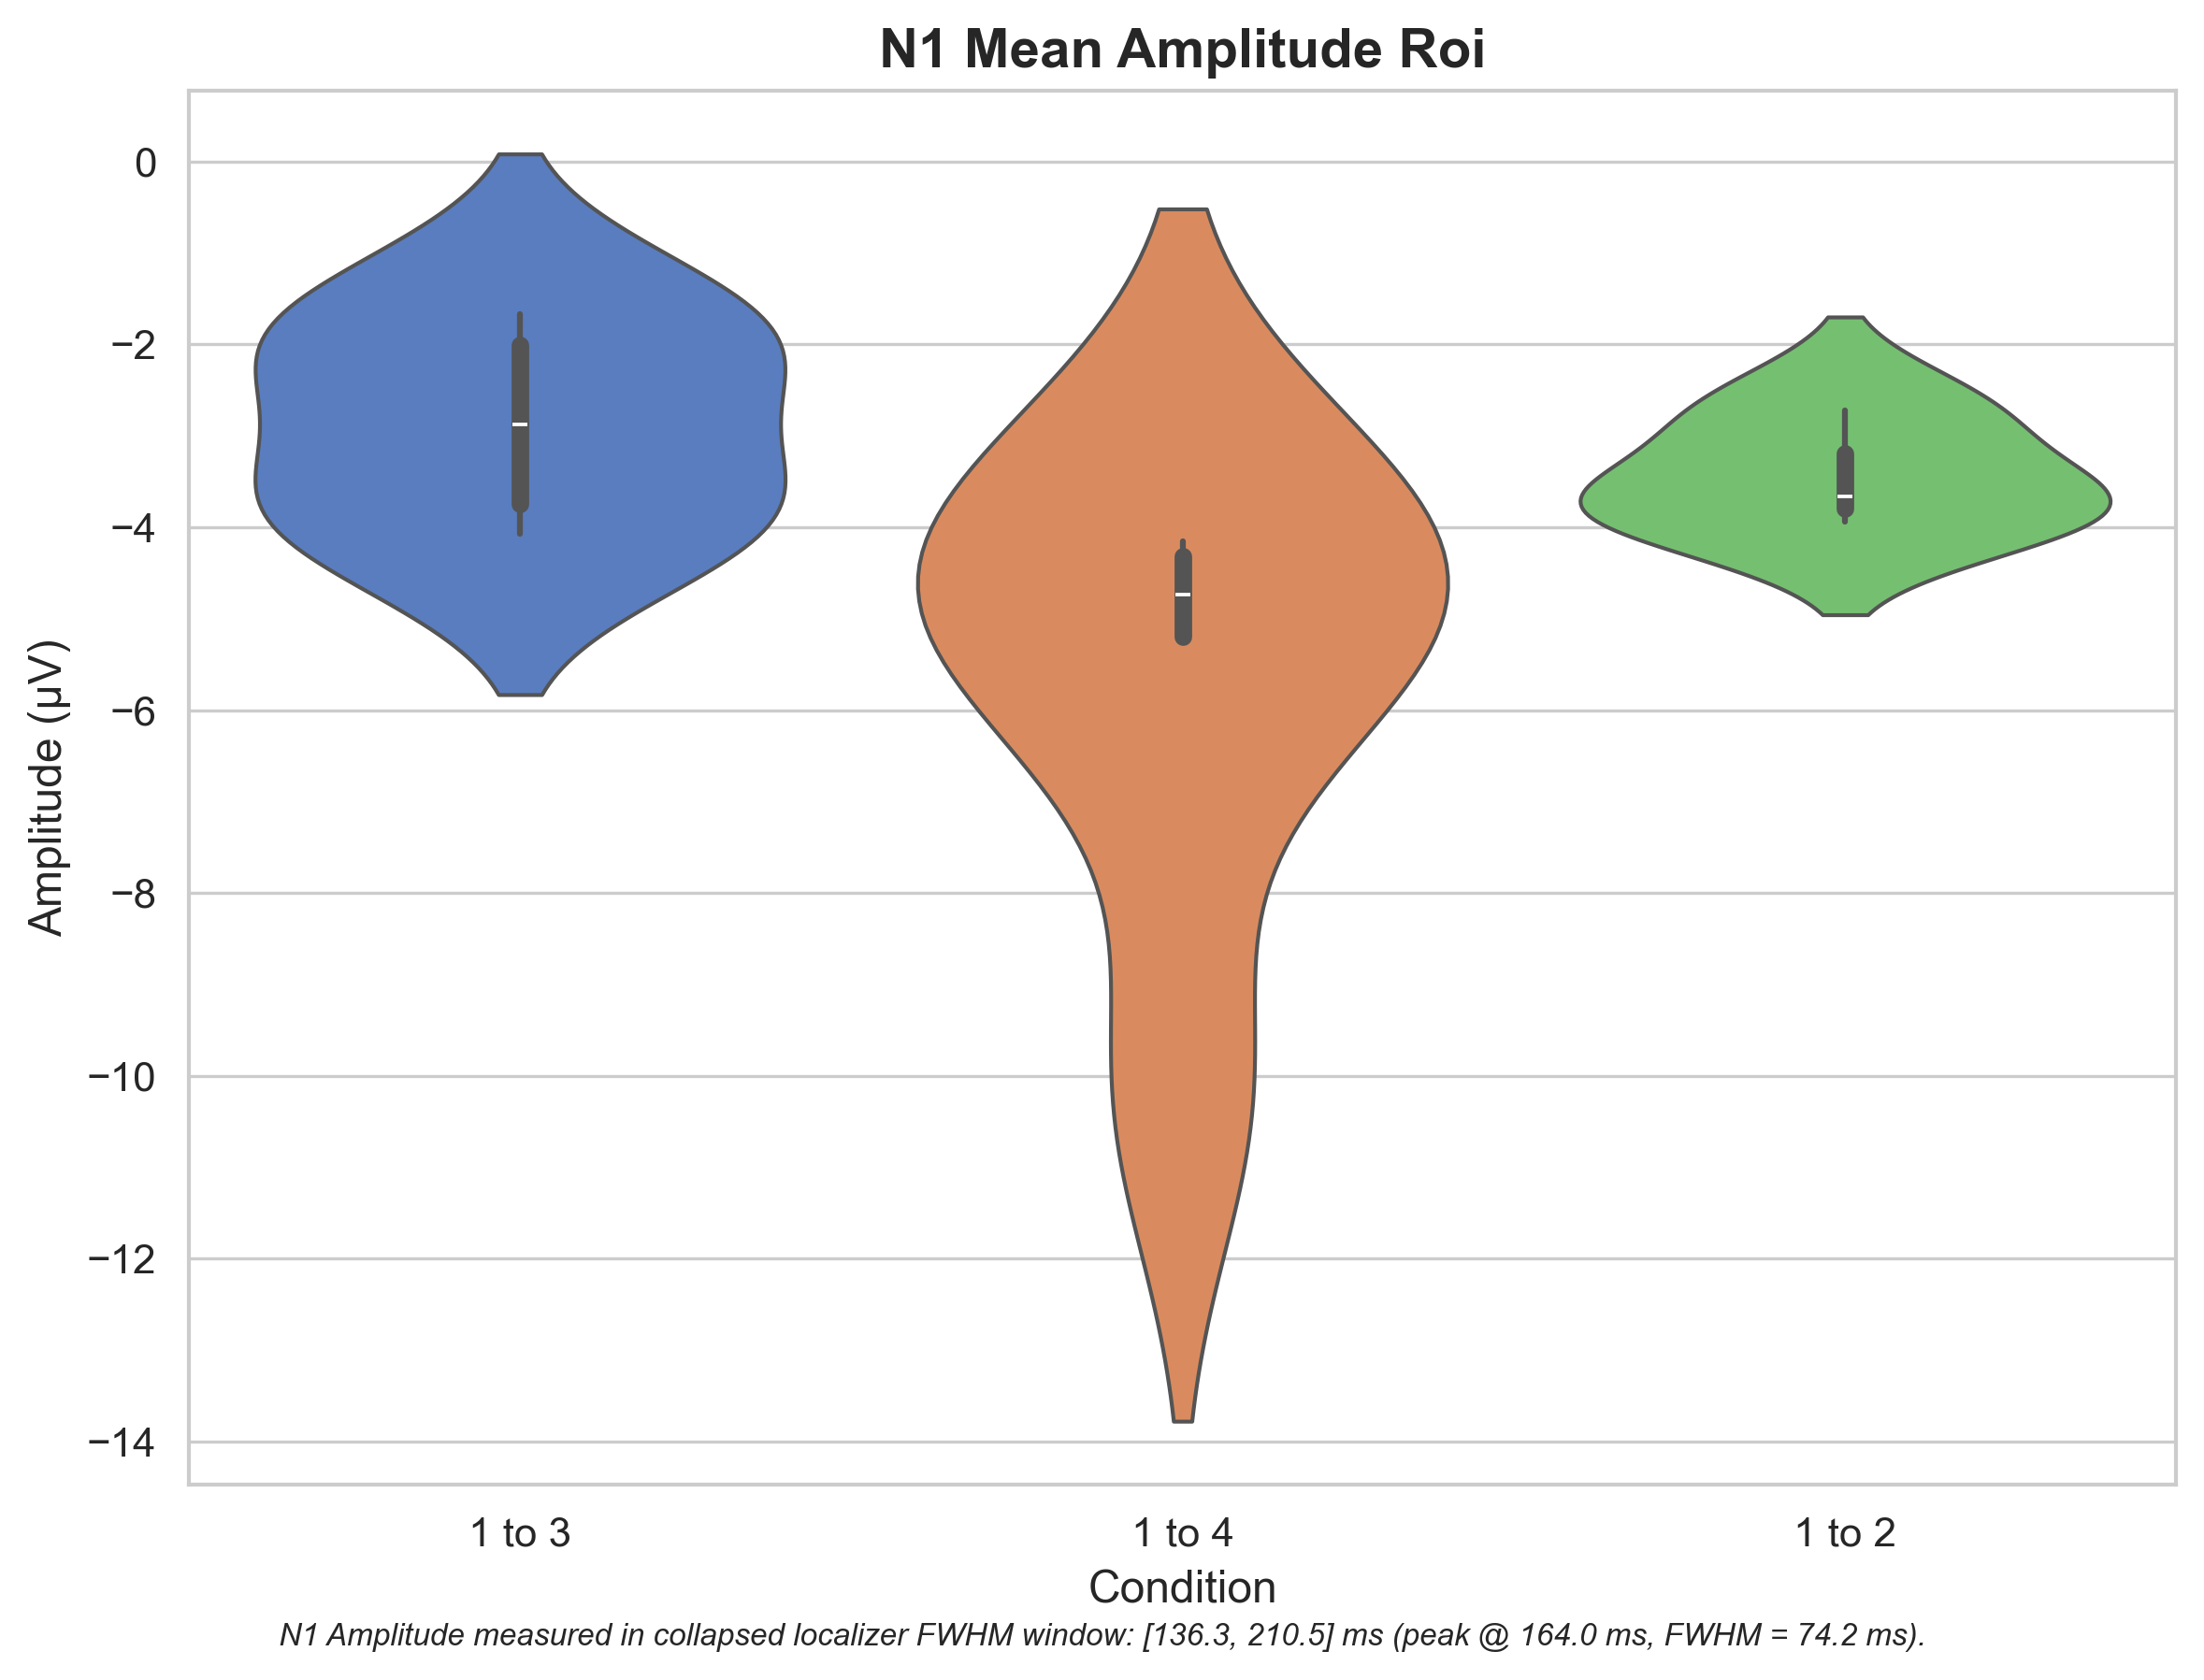 N1 Mean Amplitude Roi
Amplitude (µV)
0
−2
−4
−6
−8
−10
−12
−14
1 to 3
1 to 4
1 to 2
Condition
N1 Amplitude measured in collapsed localizer FWHM window: [136.3, 210.5] ms (peak @ 164.0 ms, FWHM = 74.2 ms).